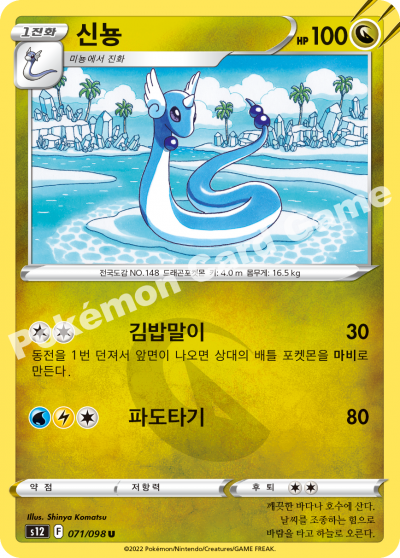 1진화
신뇽
HP 100
미뇽에서 진화
전국도감 NO.148 드래곤포켓몬 키: 4.0 m 몸무게: 16.5 kg
김밥말이 30
동전을 1번 던져서 앞면이 나오면 상대의 배틀 포켓몬을 마비로
만든다.
파도타기 80
약점 저항력 후퇴
Illus. Shinya Komatsu
s12 F 071/098 U
깨끗한 바다나 호수에 산다.
날씨를 조종하는 힘으로
바람을 타고 하늘로 오른다.
©2022 Pokémon/Nintendo/Creatures/GAME FREAK.
Pokémon Card Game